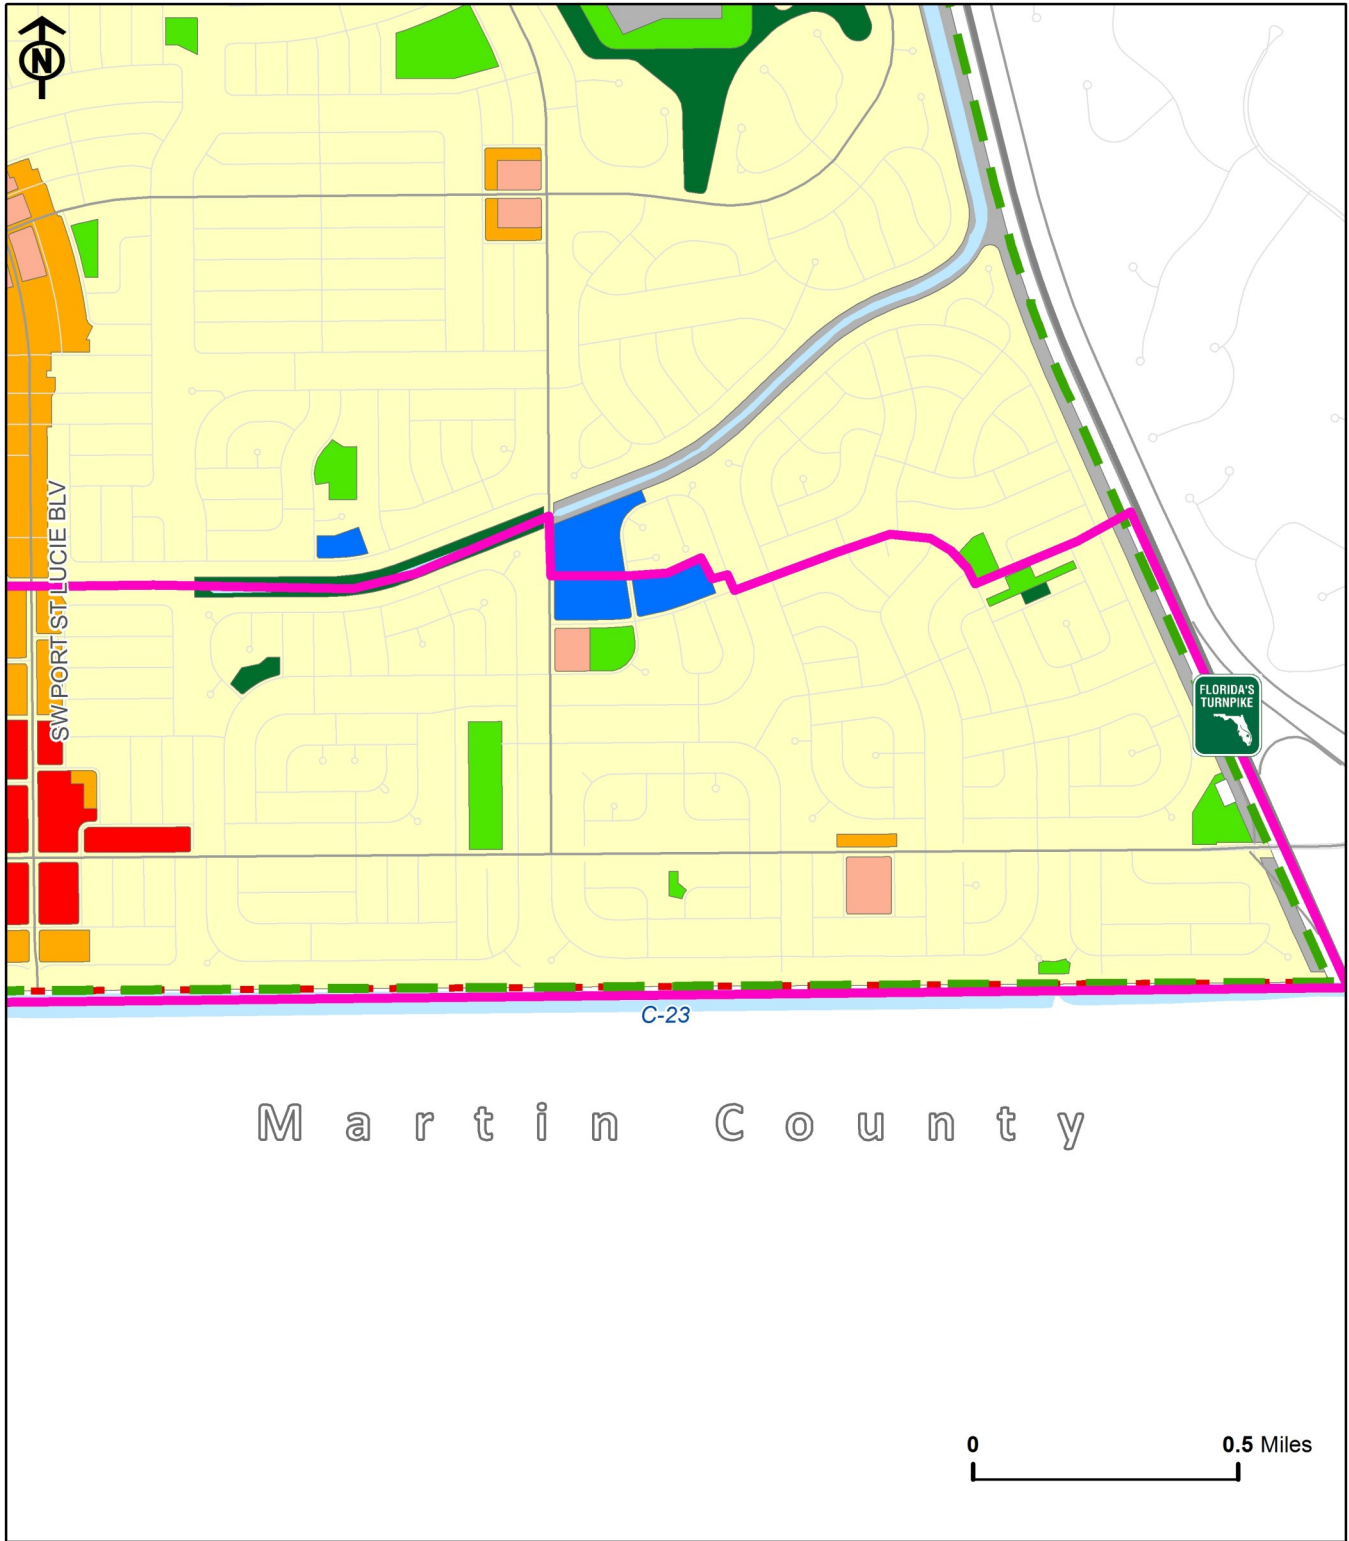 N
SW PORT ST LUCIE BLV
FLORIDA'S
TURNPIKE
C-23
Martin County
0 0.5 Miles